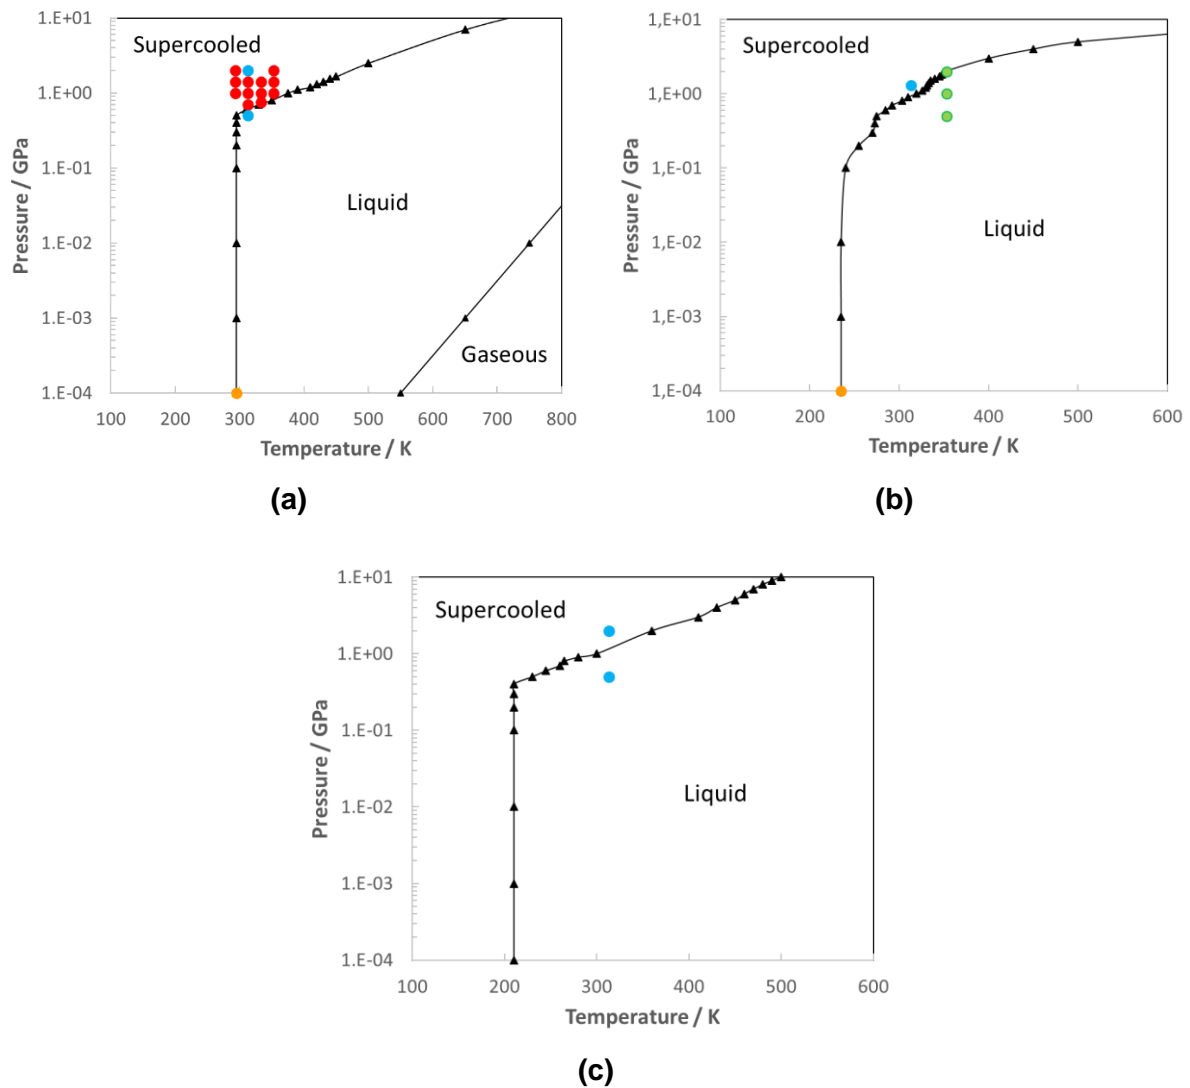 Supercooled
Liquid
Gaseous
1.E+01
1.E+00
1.E-01
1.E-02
1.E-03
1.E-04
Pressure / GPa
100 200 300 400 500 600 700 800
Temperature / K
(a)
Supercooled
Liquid
1,E+01
1,E+00
1,E-01
1,E-02
1,E-03
1,E-04
Pressure / GPa
100 200 300 400 500 600
Temperature / K
(b)
Supercooled
Liquid
1.E+01
1.E+00
1.E-01
1.E-02
1.E-03
1.E-04
Pressure / GPa
100 200 300 400 500 600
Temperature / K
(c)